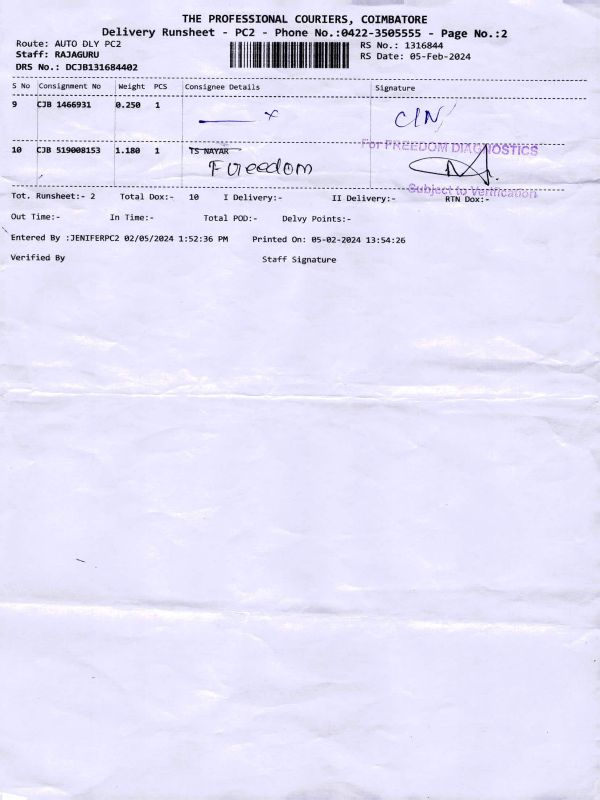 THE PROFESSIONAL COURIERS, COIMBATORE
Delivery Runsheet - PC2 - Phone No.:0422-3505555 - Page No.:2
Route: AUTO DLY PC2
Staff: RAJAGURU
DRS No.: DCJB131684402
RS No.: 1316844
RS Date: 05-Feb-2024
S No Consignment No Weight PCS Consignee Details Signature
9 CJB 1466931 0.250 1
CIN
10 CJB 519008153 1.180 1 TS NAYAR
Freedom
For FREEDOM DIAGNOSTICS
Subject to Verification
Tot. Runsheet:- 2 Total Dox:- 10 I Delivery:- II Delivery:- RTN Dox:-
Out Time:- In Time:- Total POD:- Delvy Points:-
Entered By :JENIFERPC2 02/05/2024 1:52:36 PM Printed On: 05-02-2024 13:54:26
Verified By Staff Signature